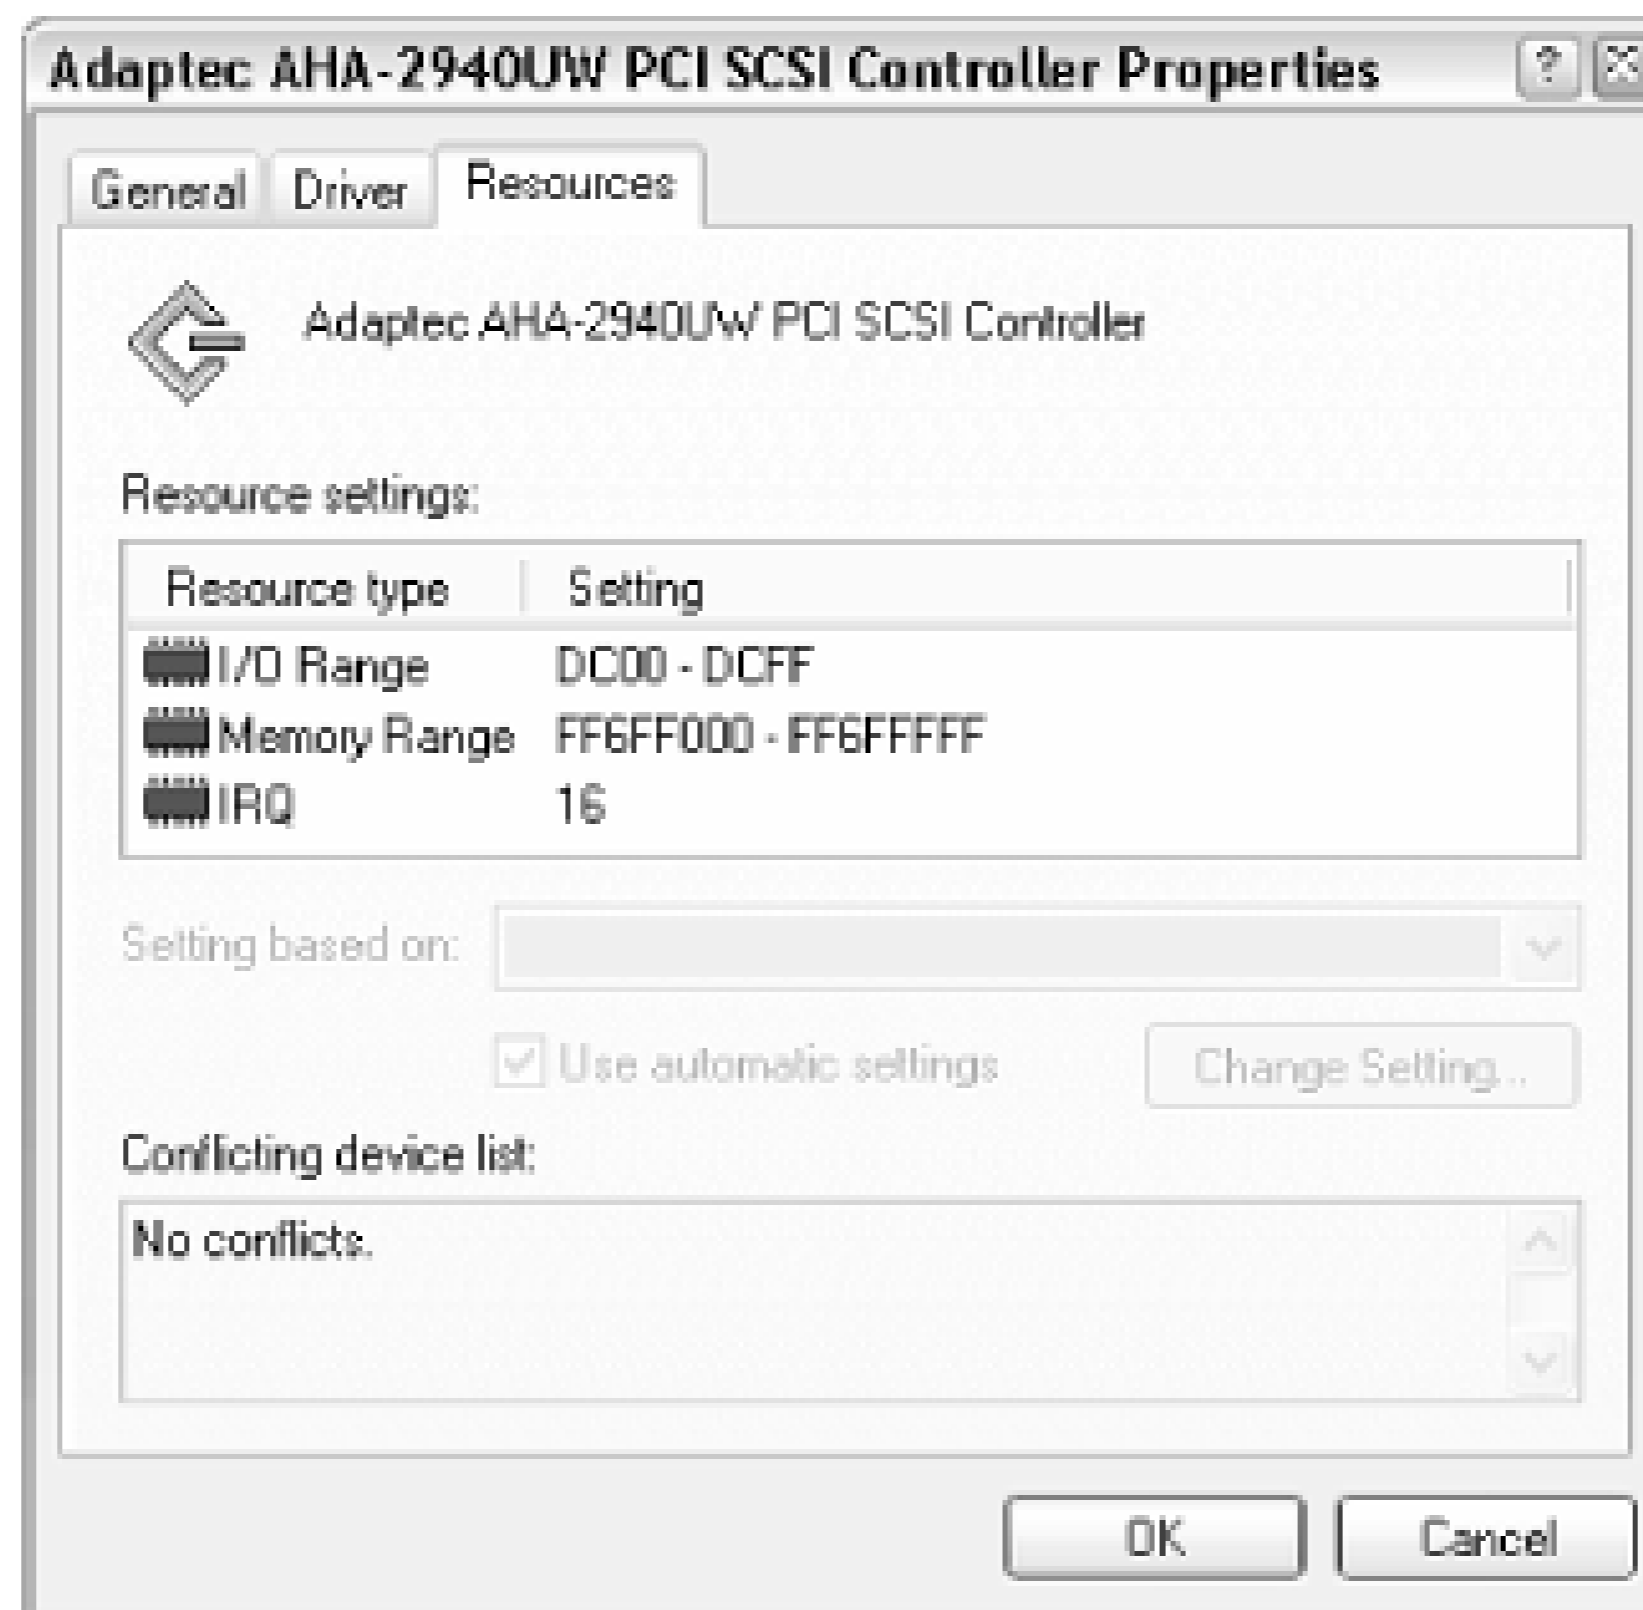 Adaptec AHA-2940UW PCI SCSI Controller Properties ?
General Driver Resources
Adaptec AHA-2940UW PCI SCSI Controller
Resource settings:
Resource type Setting
I/O Range DC00 - DCFF
Memory Range FF6FF000 - FF6FFFFF
IRQ 16
Setting based on:
Use automatic settings Change Setting...
Conflicting device list:
No conflicts.
OK Cancel